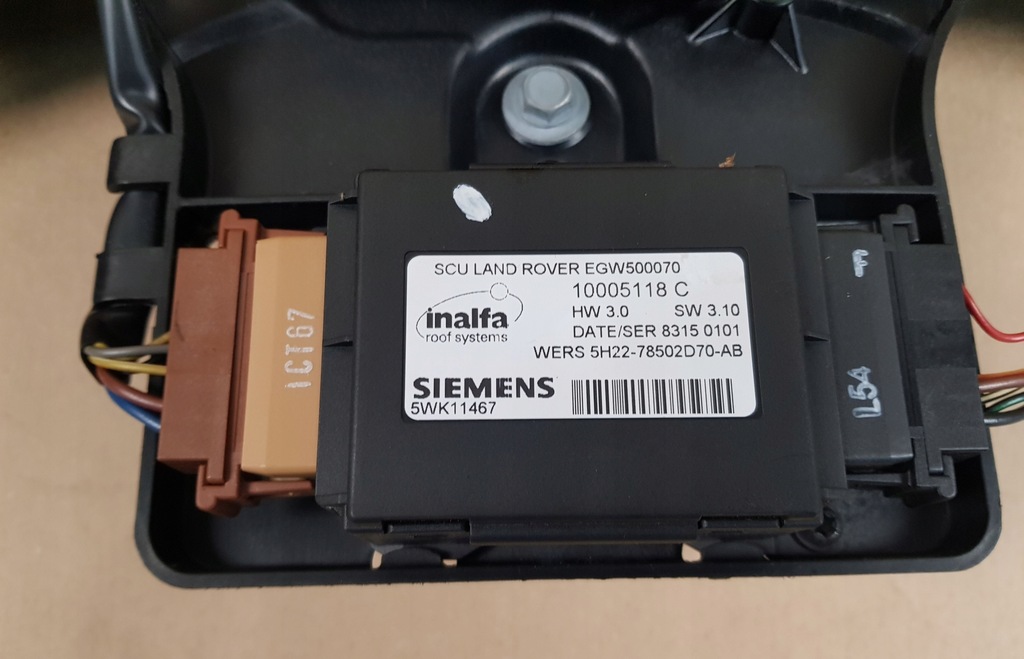 SCU LAND ROVER EGW500070
10005118 C
HW 3.0 SW 3.10
inalfa
roof systems
DATE/SER 8315 0101
WERS 5H22-78502D70-AB
SIEMENS
5WK11467
L54